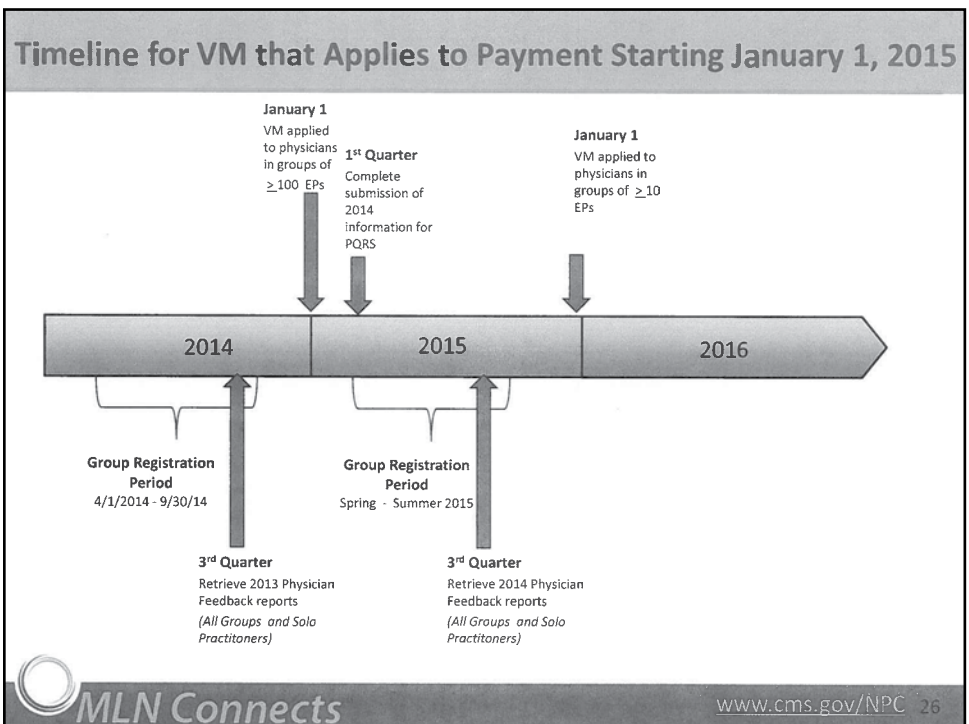 Timeline for VM that Applies to Payment Starting January 1, 2015
January 1
VM applied
to physicians
in groups of
≥100 EPs
1st Quarter
Complete
submission of
2014
information for
PQRS
January 1
VM applied to
physicians in
groups of ≥10
EPs
2014
2015
2016
Group Registration
Period
4/1/2014 - 9/30/14
Group Registration
Period
Spring - Summer 2015
3rd Quarter
Retrieve 2013 Physician
Feedback reports
(All Groups and Solo
Practitoners)
3rd Quarter
Retrieve 2014 Physician
Feedback reports
(All Groups and Solo
Practitoners)
MLN Connects
www.cms.gov/NPC 26